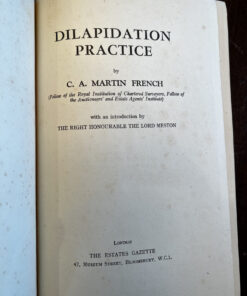 DILAPIDATION
PRACTICE
by
C. A. MARTIN FRENCH
(Fellow of the Royal Institution of Chartered Surveyors, Fellow of
the Auctioneers' and Estate Agents' Institute)
with an introduction by
THE RIGHT HONOURABLE THE LORD MESTON
LONDON
THE ESTATES GAZETTE
47, MUSEUM STREET, BLOOMSBURY, W.C.1.